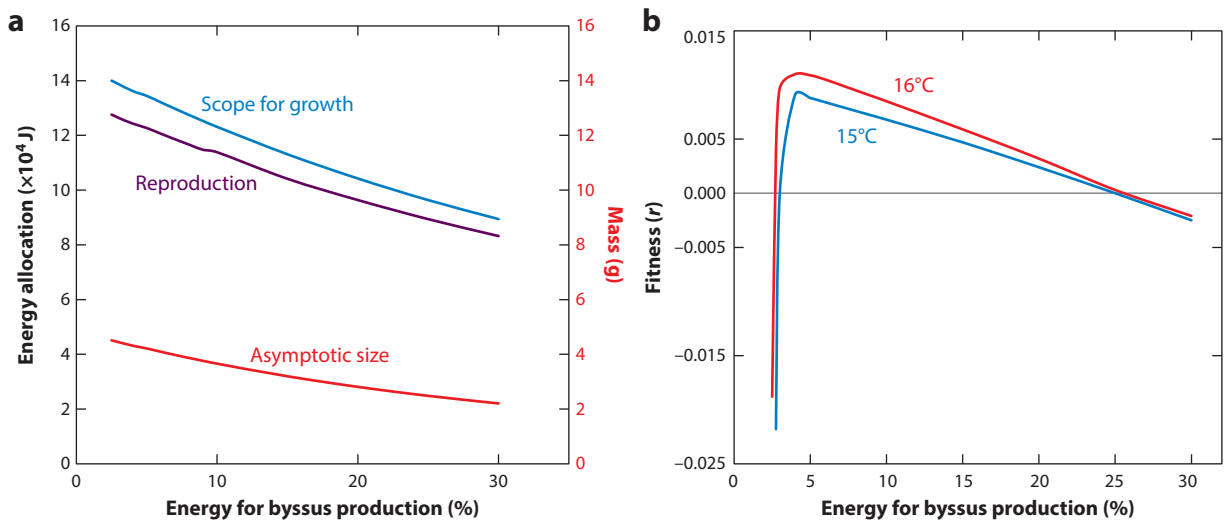 a
16
14
12
10
8
6
4
2
0
Energy allocation (×10⁴ J)
Scope for growth
Reproduction
Asymptotic size
16
14
12
10
8
6
4
2
0
Mass (g)
0
10
20
30
Energy for byssus production (%)
b
0.015
0.005
0.000
−0.005
−0.015
−0.025
Fitness (r)
16°C
15°C
0
5
10
15
20
25
30
Energy for byssus production (%)